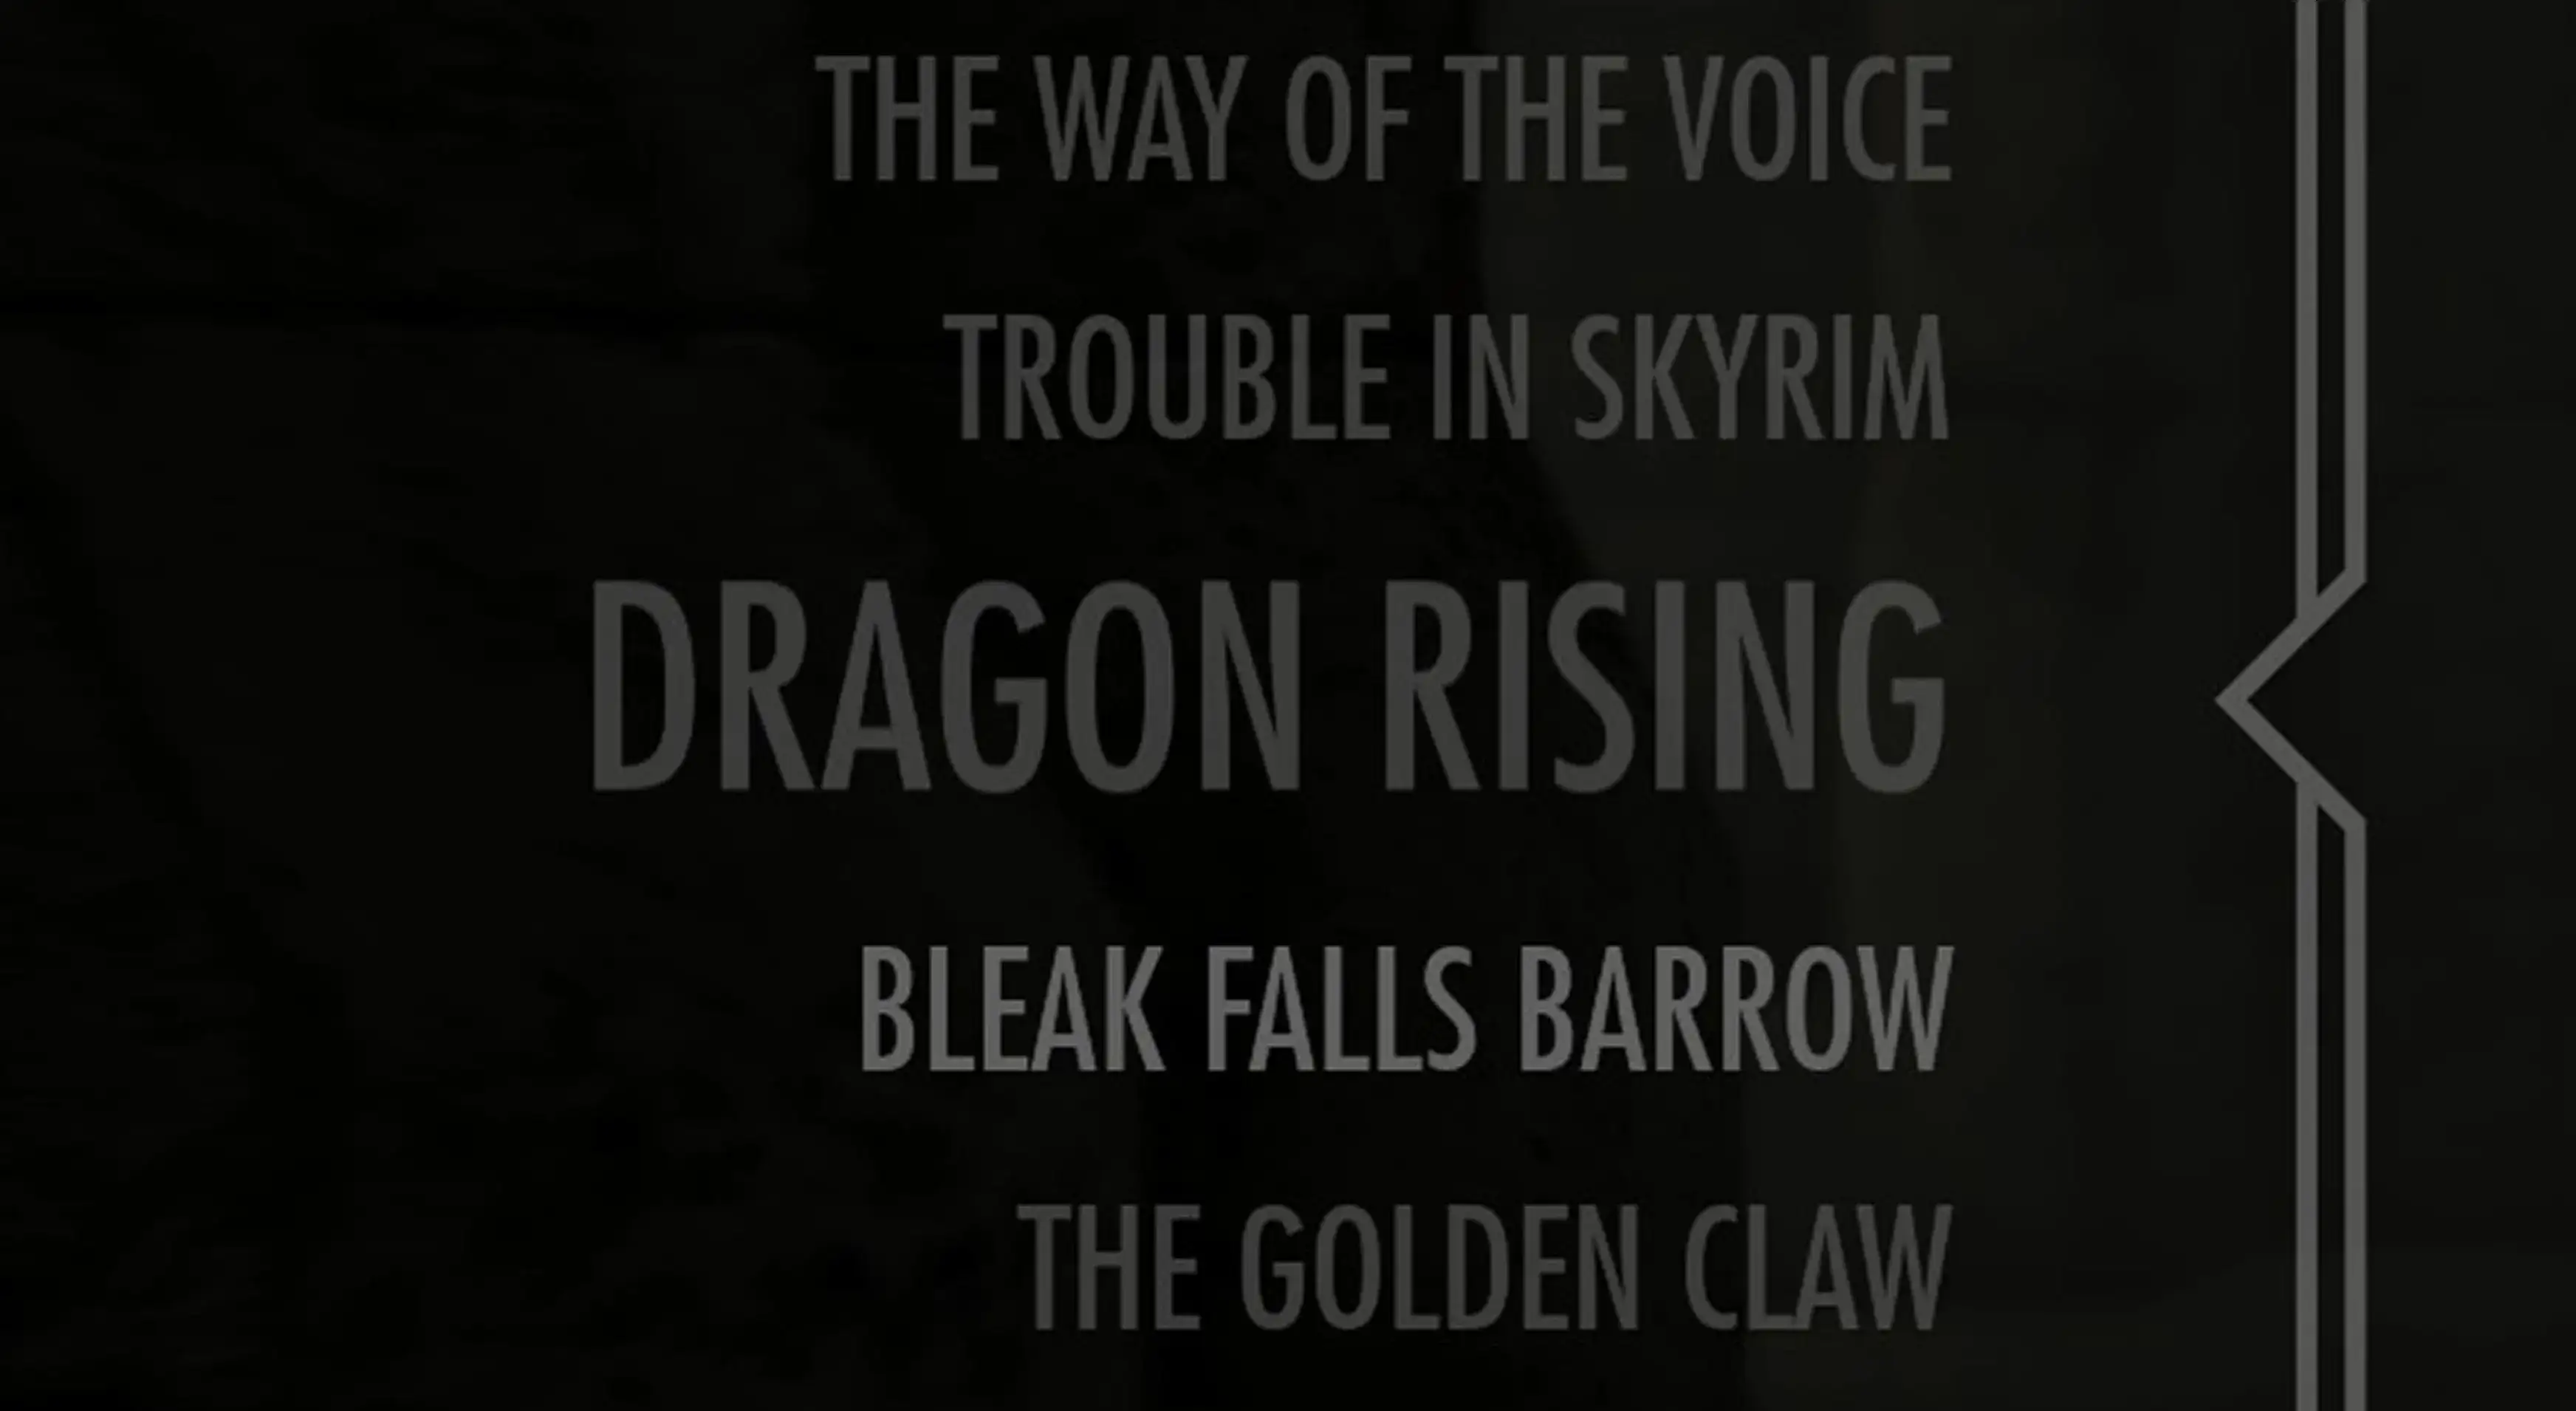 THE WAY OF THE VOICE
TROUBLE IN SKYRIM
DRAGON RISING
BLEAK FALLS BARROW
THE GOLDEN CLAW